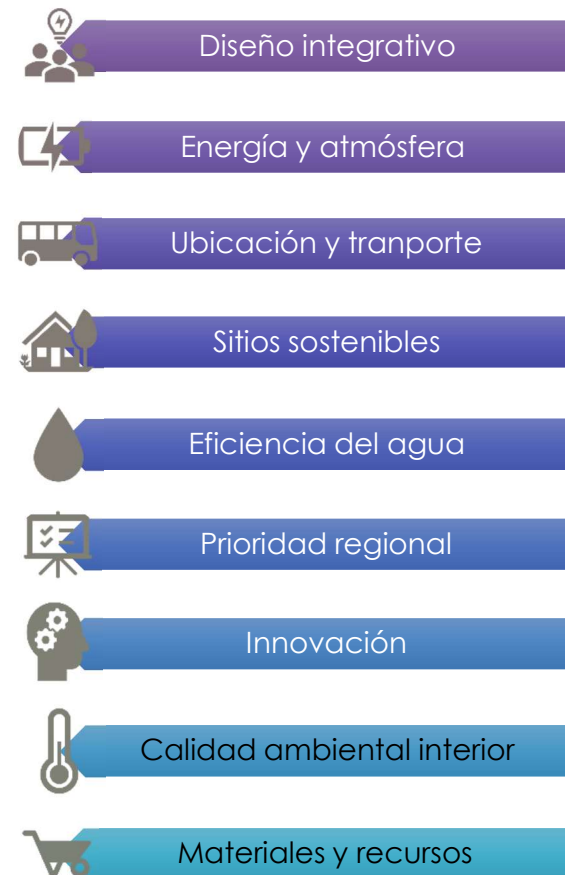 Diseño integrativo
Energía y atmósfera
Ubicación y tranporte
Sitios sostenibles
Eficiencia del agua
Prioridad regional
Innovación
Calidad ambiental interior
Materiales y recursos